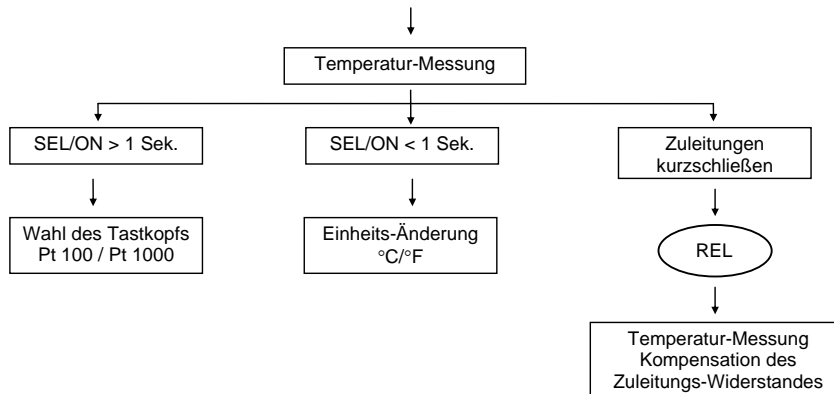 Temperatur-Messung
SEL/ON > 1 Sek.
SEL/ON < 1 Sek.
Zuleitungen
kurzschließen
Wahl des Tastkopfs
Pt 100 / Pt 1000
Einheits-Änderung
°C/°F
REL
Temperatur-Messung
Kompensation des
Zuleitungs-Widerstandes